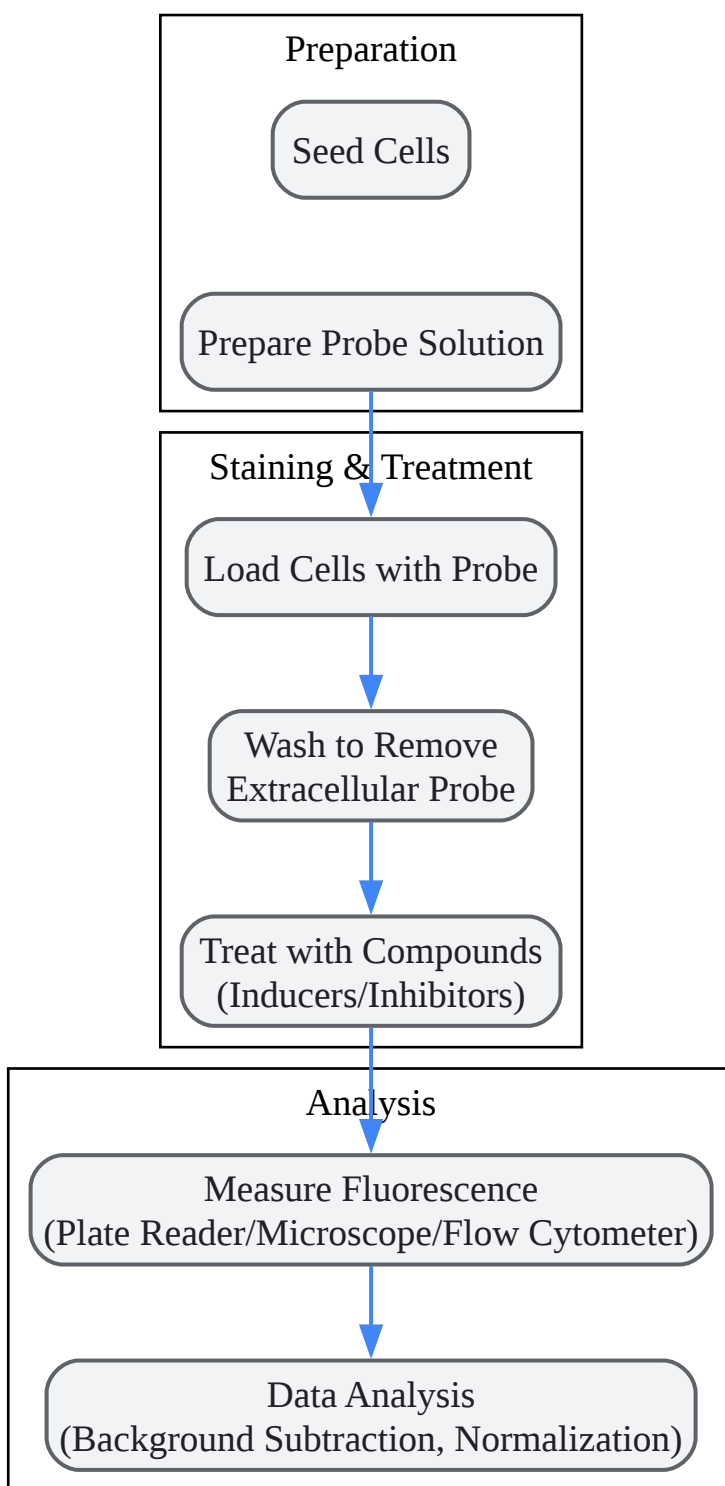 Preparation
Seed Cells
Prepare Probe Solution
Staining & Treatment
Load Cells with Probe
Wash to Remove
Extracellular Probe
Treat with Compounds
(Inducers/Inhibitors)
Analysis
Measure Fluorescence
(Plate Reader/Microscope/Flow Cytometer)
Data Analysis
(Background Subtraction, Normalization)